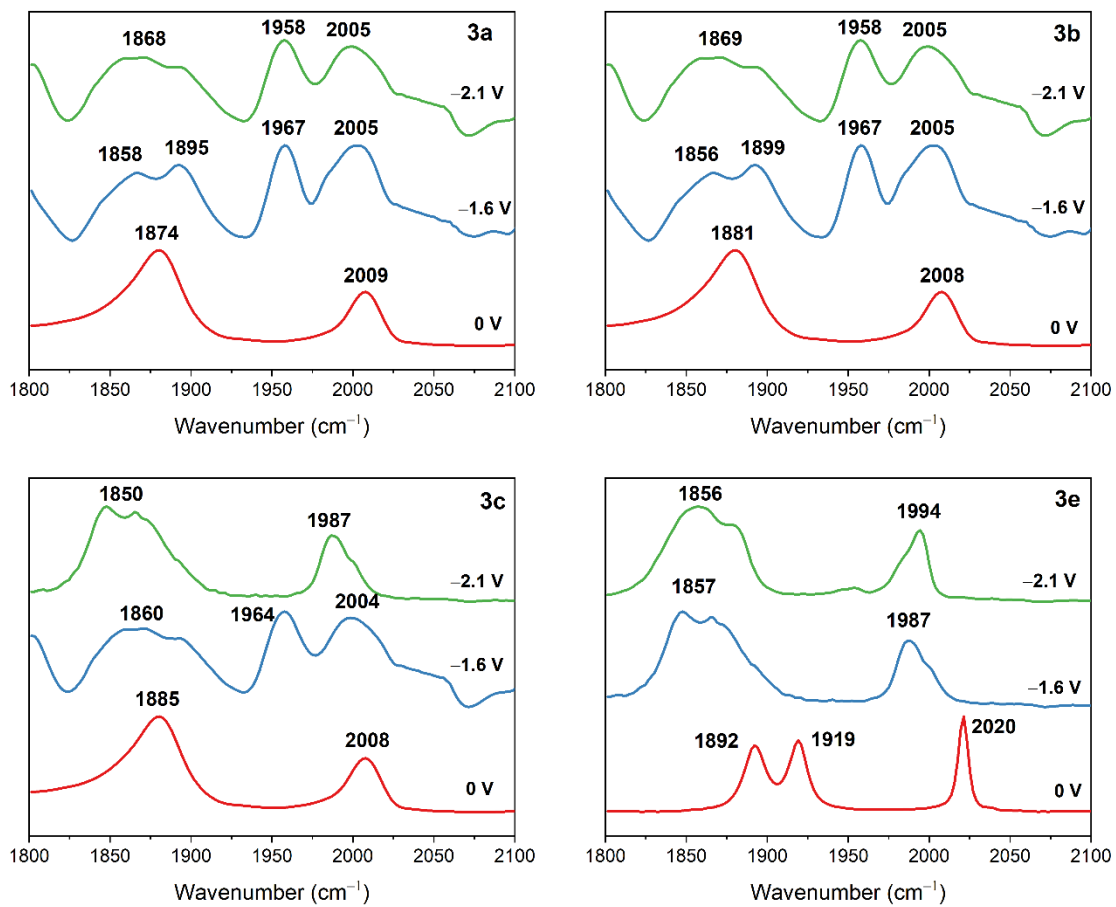 3a
1868 1958 2005
−2.1 V
1858 1895 1967 2005
−1.6 V
1874 2009
0 V
1800 1850 1900 1950 2000 2050 2100
Wavenumber (cm⁻¹)
3b
1869 1958 2005
−2.1 V
1856 1899 1967 2005
−1.6 V
1881 2008
0 V
1800 1850 1900 1950 2000 2050 2100
Wavenumber (cm⁻¹)
3c
1850 1987
−2.1 V
1860 1964 2004
−1.6 V
1885 2008
0 V
1800 1850 1900 1950 2000 2050 2100
Wavenumber (cm⁻¹)
3e
1856 1994
−2.1 V
1857 1987
−1.6 V
1892 1919 2020
0 V
1800 1850 1900 1950 2000 2050 2100
Wavenumber (cm⁻¹)